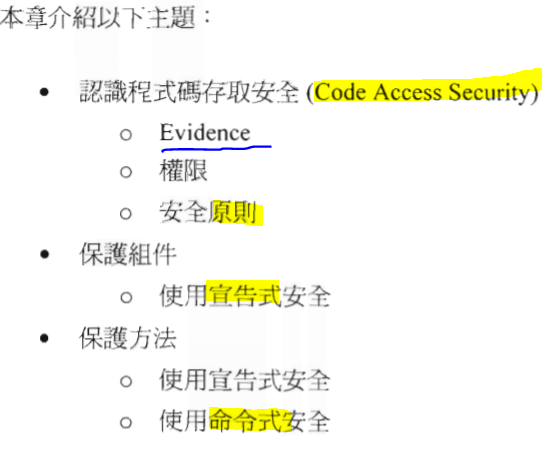 本章介紹以下主題：
• 認識程式碼存取安全 (Code Access Security)
o Evidence
o 權限
o 安全原則
• 保護組件
o 使用宣告式安全
• 保護方法
o 使用宣告式安全
o 使用命令式安全